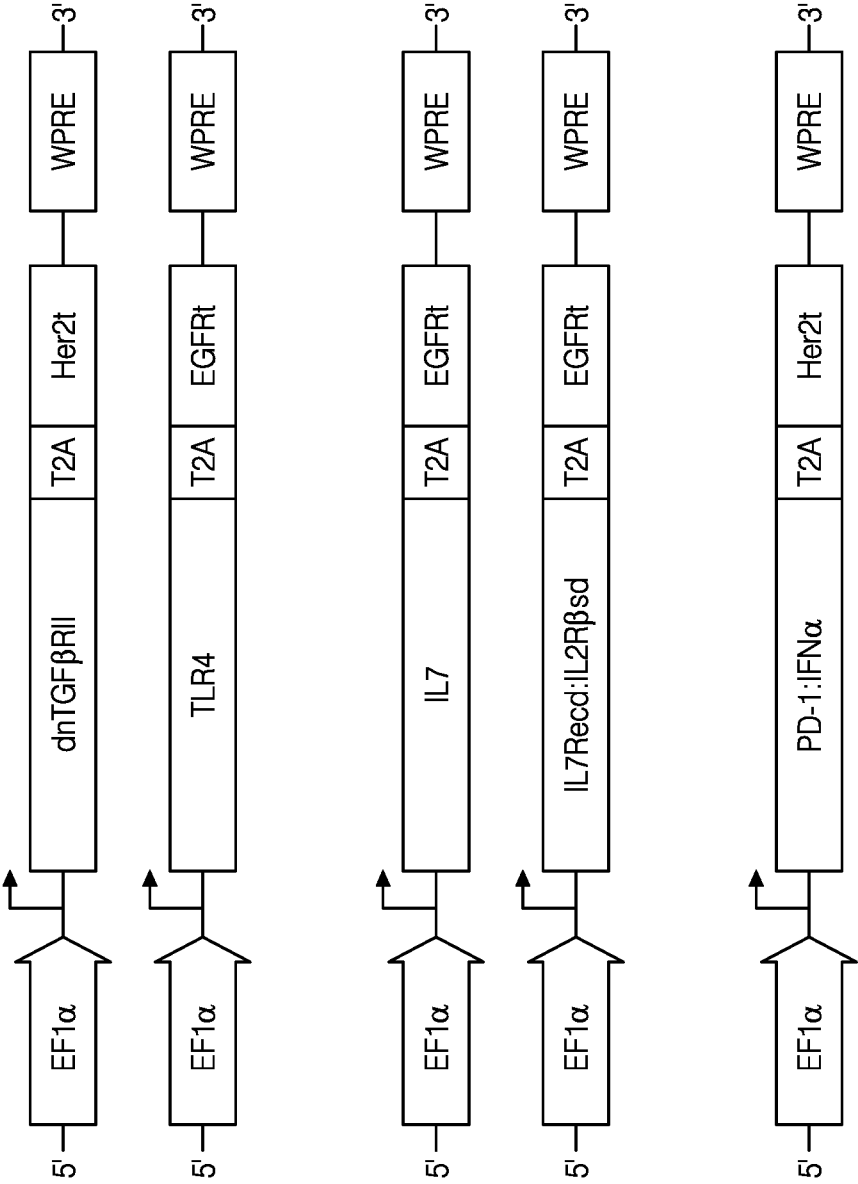 5' EF1α dnTGFβRII T2A Her2t WPRE 3'
5' EF1α TLR4 T2A EGFRt WPRE 3'
5' EF1α IL7 T2A EGFRt WPRE 3'
5' EF1α IL7Recd:IL2Rβsd T2A EGFRt WPRE 3'
5' EF1α PD-1:IFNα T2A Her2t WPRE 3'